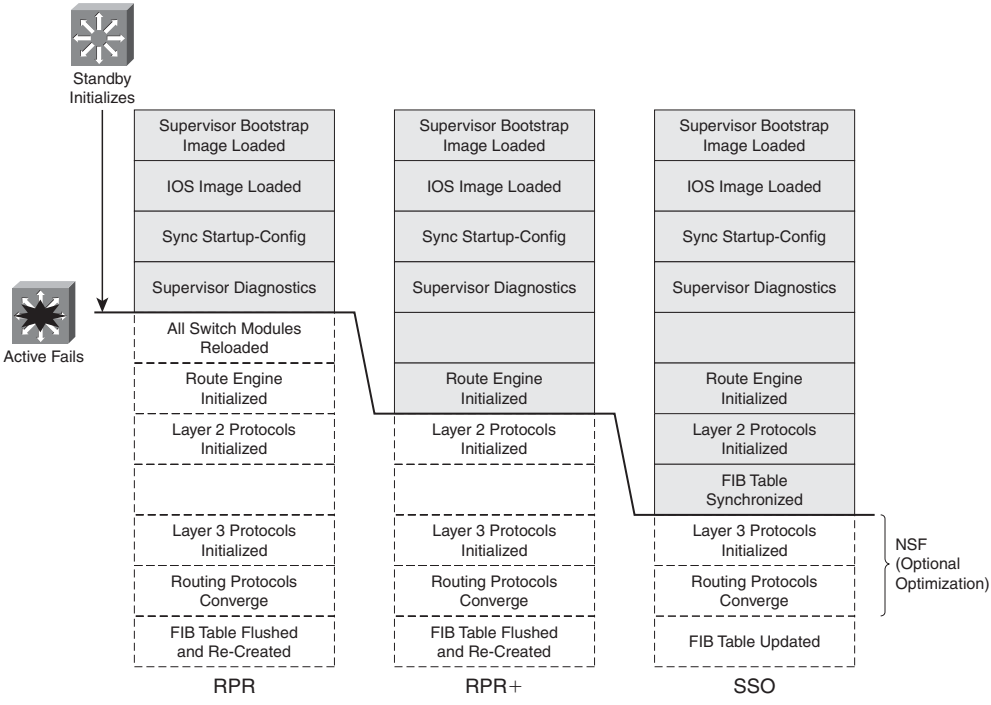 Standby
Initializes
Supervisor Bootstrap
Image Loaded
IOS Image Loaded
Sync Startup-Config
Supervisor Diagnostics
All Switch Modules
Reloaded
Route Engine
Initialized
Layer 2 Protocols
Initialized
Layer 3 Protocols
Initialized
Routing Protocols
Converge
FIB Table Flushed
and Re-Created
RPR
Supervisor Bootstrap
Image Loaded
IOS Image Loaded
Sync Startup-Config
Supervisor Diagnostics
Route Engine
Initialized
Layer 2 Protocols
Initialized
Layer 3 Protocols
Initialized
Routing Protocols
Converge
FIB Table Flushed
and Re-Created
RPR+
Supervisor Bootstrap
Image Loaded
IOS Image Loaded
Sync Startup-Config
Supervisor Diagnostics
Route Engine
Initialized
Layer 2 Protocols
Initialized
FIB Table
Synchronized
Layer 3 Protocols
Initialized
Routing Protocols
Converge
FIB Table Updated
SSO
Active Fails
NSF
(Optional
Optimization)